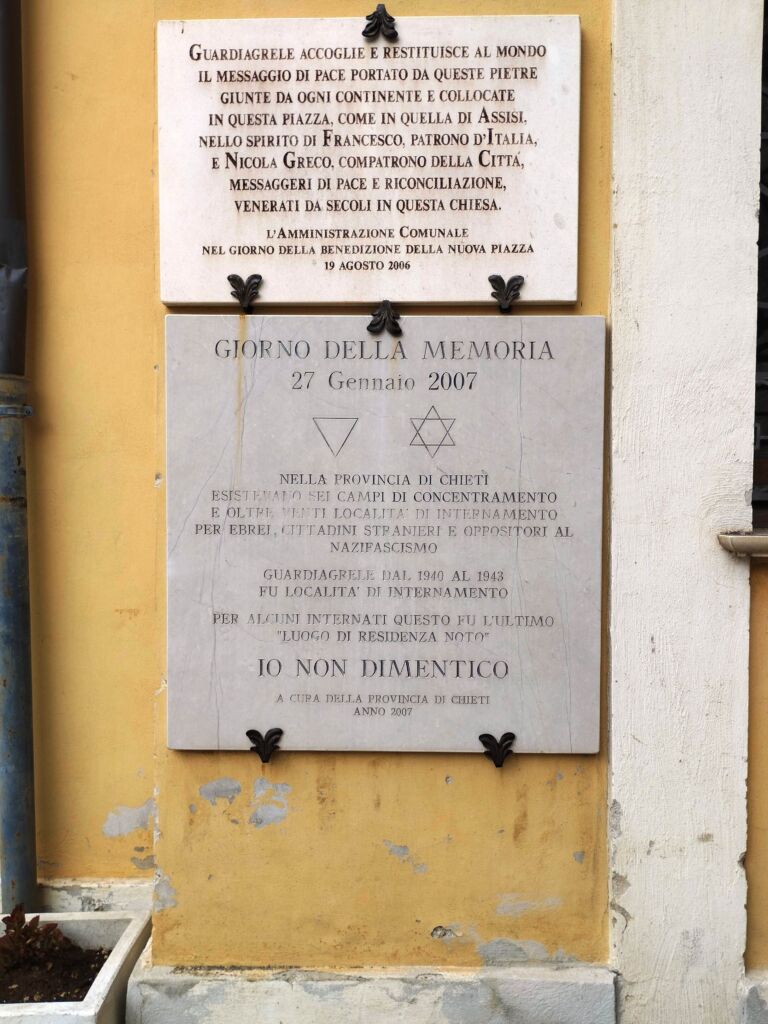 Guardiagrele accoglie e restituisce al mondo
il messaggio di pace portato da queste pietre
giunte da ogni continente e collocate
in questa piazza, come in quella di Assisi,
nello spirito di Francesco, patrono d'Italia,
e Nicola Greco, compatrono della Cittá,
messaggeri di pace e riconciliazione,
venerati da secoli in questa chiesa.
l'Amministrazione Comunale
nel giorno della benedizione della nuova piazza
19 agosto 2006
GIORNO DELLA MEMORIA
27 Gennaio 2007
NELLA PROVINCIA DI CHIETI
ESISTEVANO SEI CAMPI DI CONCENTRAMENTO
E OLTRE VENTI LOCALITA' DI INTERNAMENTO
PER EBREI, CITTADINI STRANIERI E OPPOSITORI AL
NAZIFASCISMO
GUARDIAGRELE DAL 1940 AL 1943
FU LOCALITA' DI INTERNAMENTO
PER ALCUNI INTERNATI QUESTO FU L'ULTIMO
"LUOGO DI RESIDENZA NOTO"
IO NON DIMENTICO
A CURA DELLA PROVINCIA DI CHIETI
ANNO 2007